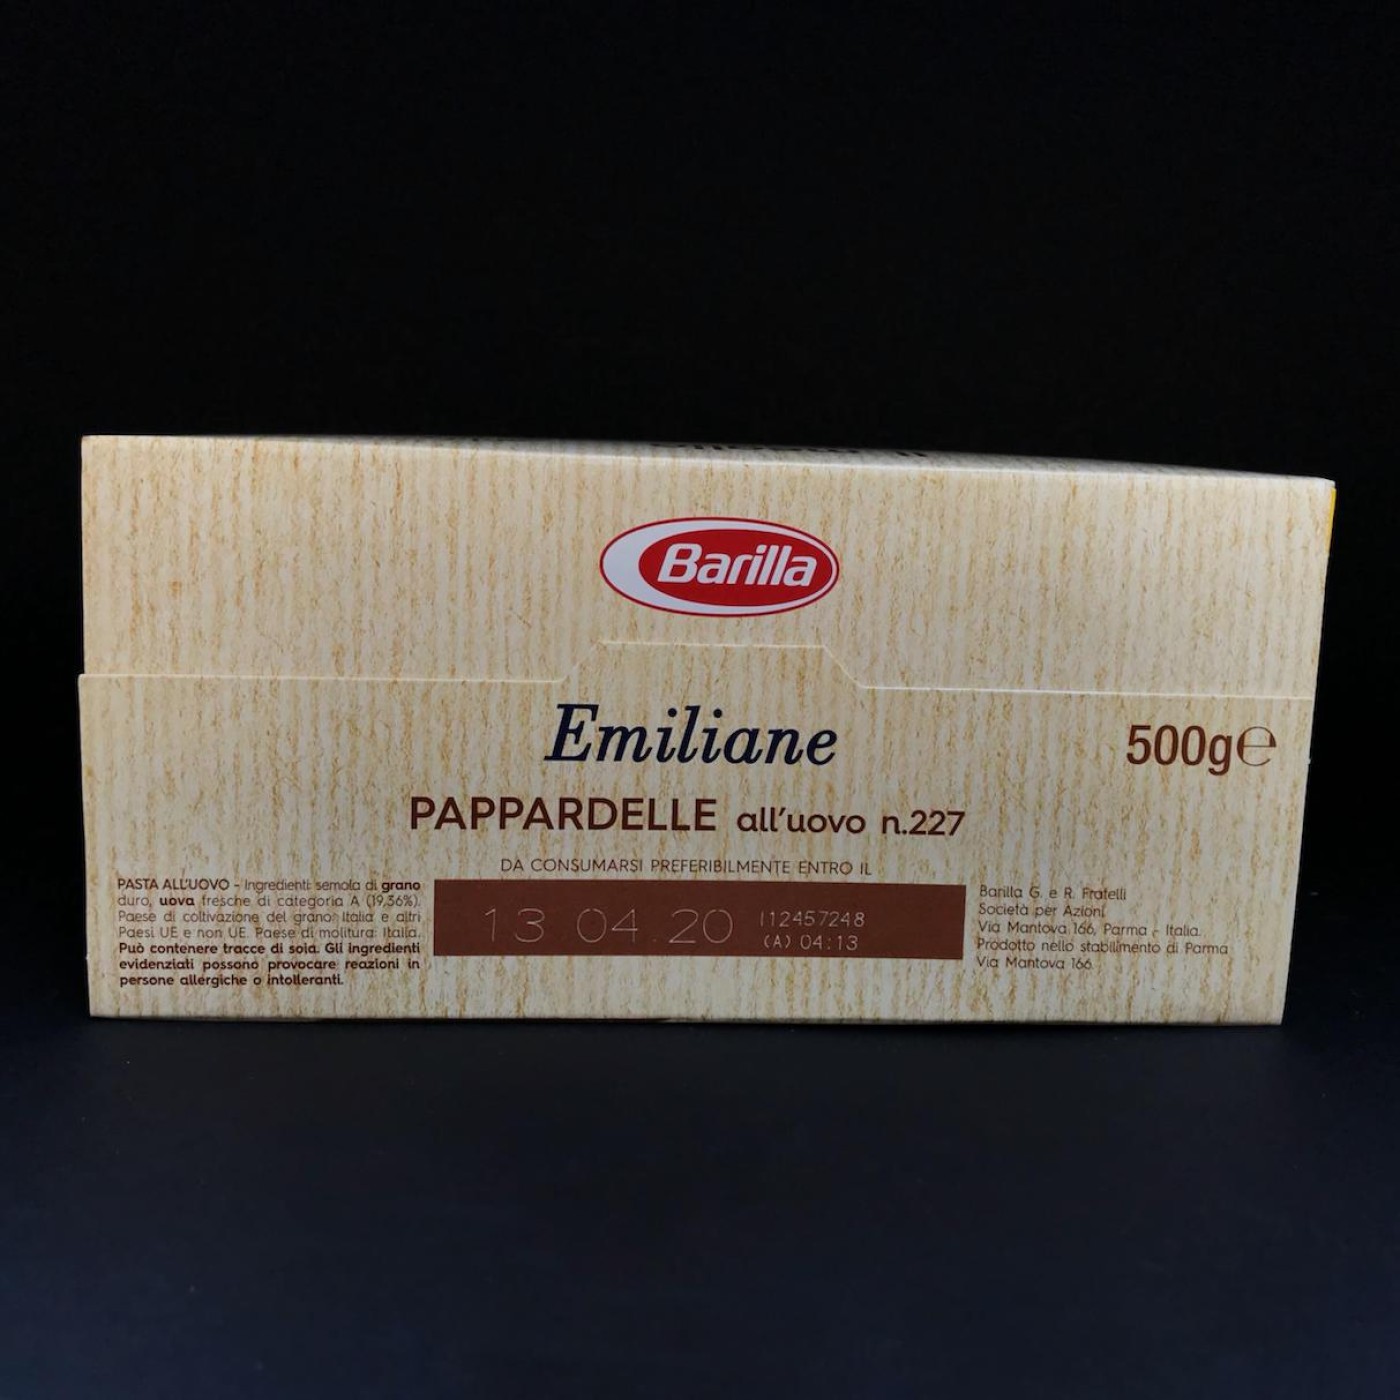 Barilla
Emiliane
500g℮
PAPPARDELLE all'uovo n.227
DA CONSUMARSI PREFERIBILMENTE ENTRO IL
13 04 20
112457248
(A) 04:13
PASTA ALL'UOVO - Ingredienti: semola di grano
duro, uova fresche di categoria A (19,36%).
Paese di coltivazione del grano: Italia e altri
Paesi UE e non UE. Paese di molitura: Italia.
Può contenere tracce di soia. Gli ingredienti
evidenziati possono provocare reazioni in
persone allergiche o intolleranti.
Barilla G. e R. Fratelli
Società per Azioni
Via Mantova 166, Parma - Italia.
Prodotto nello stabilimento di Parma
Via Mantova 166.